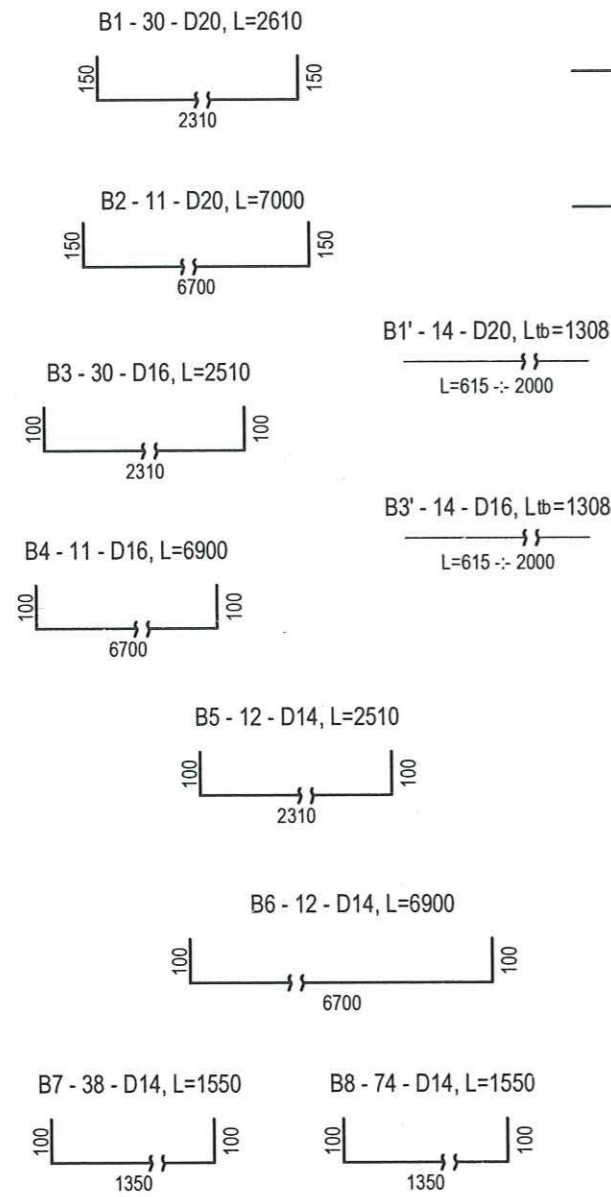 B1 - 30 - D20, L=2610
150
150
2310
B2 - 11 - D20, L=7000
150
150
6700
B1' - 14 - D20, Ltb=1308
L=615 -:- 2000
B3 - 30 - D16, L=2510
100
100
2310
B3' - 14 - D16, Ltb=1308
L=615 -:- 2000
B4 - 11 - D16, L=6900
100
100
6700
B5 - 12 - D14, L=2510
100
100
2310
B6 - 12 - D14, L=6900
100
100
6700
B7 - 38 - D14, L=1550
100
100
1350
B8 - 74 - D14, L=1550
100
100
1350